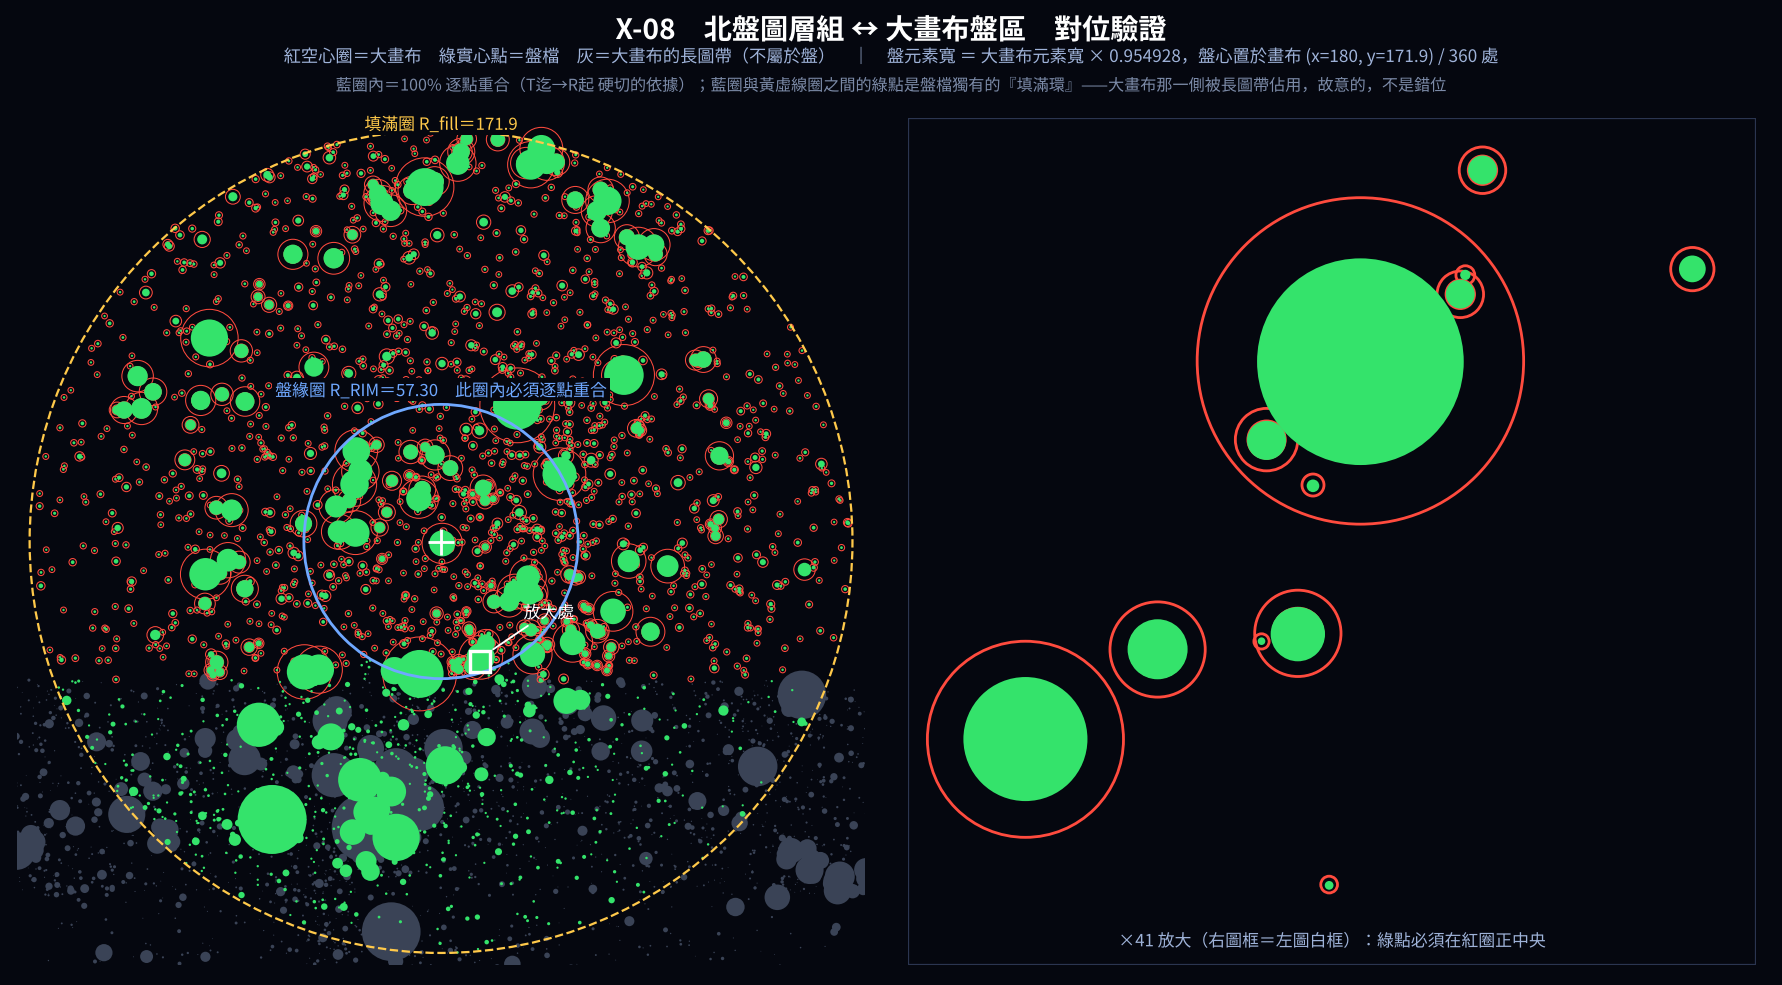 X-08　北盤圖層組 ↔ 大畫布盤區　對位驗證
紅空心圈＝大畫布　綠實心點＝盤檔　灰＝大畫布的長圖帶（不屬於盤）　｜　盤元素寬 ＝ 大畫布元素寬 × 0.954928，盤心置於畫布 (x=180, y=171.9) / 360 處
藍圈內＝100% 逐點重合（T迄→R起 硬切的依據）；藍圈與黃虛線圈之間的綠點是盤檔獨有的『填滿環』——大畫布那一側被長圖帶佔用，故意的，不是錯位
填滿圈 R_fill＝171.9
盤緣圈 R_RIM＝57.30　此圈內必須逐點重合
放大處
×41 放大（右圖框＝左圖白框）：綠點必須在紅圈正中央